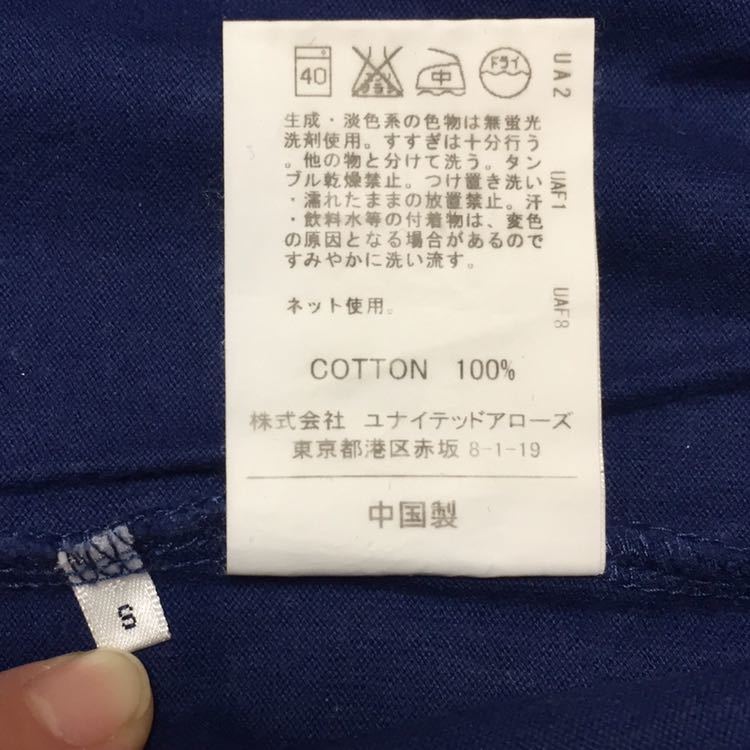 40
エンソ
サラシ
中
ドライ
UA2
生成・淡色系の色物は無蛍光
洗剤使用。すすぎは十分行う
。他の物と分けて洗う。タン
ブル乾燥禁止。つけ置き洗い
・濡れたままの放置禁止。汗
・飲料水等の付着物は、変色
の原因となる場合があるので
すみやかに洗い流す。
UAF1
UAF8
ネット使用。
COTTON 100%
株式会社 ユナイテッドアローズ
東京都港区赤坂 8-1-19
中国製
S